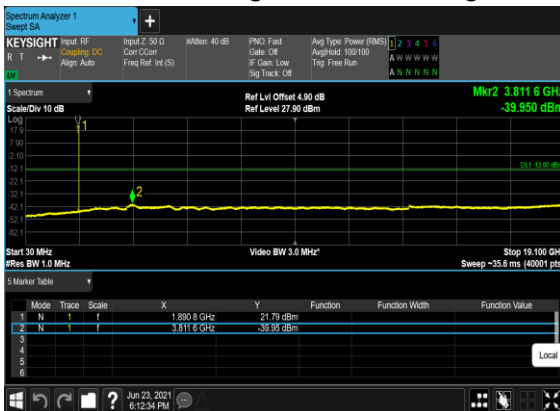 Spectrum Analyzer 1
Swept SA
+
KEYSIGHT Input: RF Input Z: 50 Ω #Atten: 40 dB PNO: Fast Avg Type: Power (RMS) 1 2 3 4 5 6
R T Coupling: DC Corr CCorr Gate: Off Avg|Hold: 100/100 A W W W W W
Align: Auto Freq Ref: Int (S) IF Gain: Low Trig: Free Run
Sig Track: Off A N N N N N
1 Spectrum
Ref Lvl Offset 4.90 dB Mkr2 3.811 6 GHz
Scale/Div 10 dB Ref Level 27.90 dBm -39.950 dBm
Log
17.9
7.90
-2.10
-12.1
-22.1
-32.1
-42.1
-52.1
-62.1
1
2
DL1 -13.00 dBm
Start 30 MHz Video BW 3.0 MHz* Stop 19.100 GHz
#Res BW 1.0 MHz Sweep ~35.6 ms (40001 pts)
5 Marker Table
Mode Trace Scale X Y Function Function Width Function Value
1 N 1 f 1.890 8 GHz 21.79 dBm
2 N 1 f 3.811 6 GHz -39.95 dBm
3
4
5
6
Local
? Jun 23, 2021
6:12:34 PM